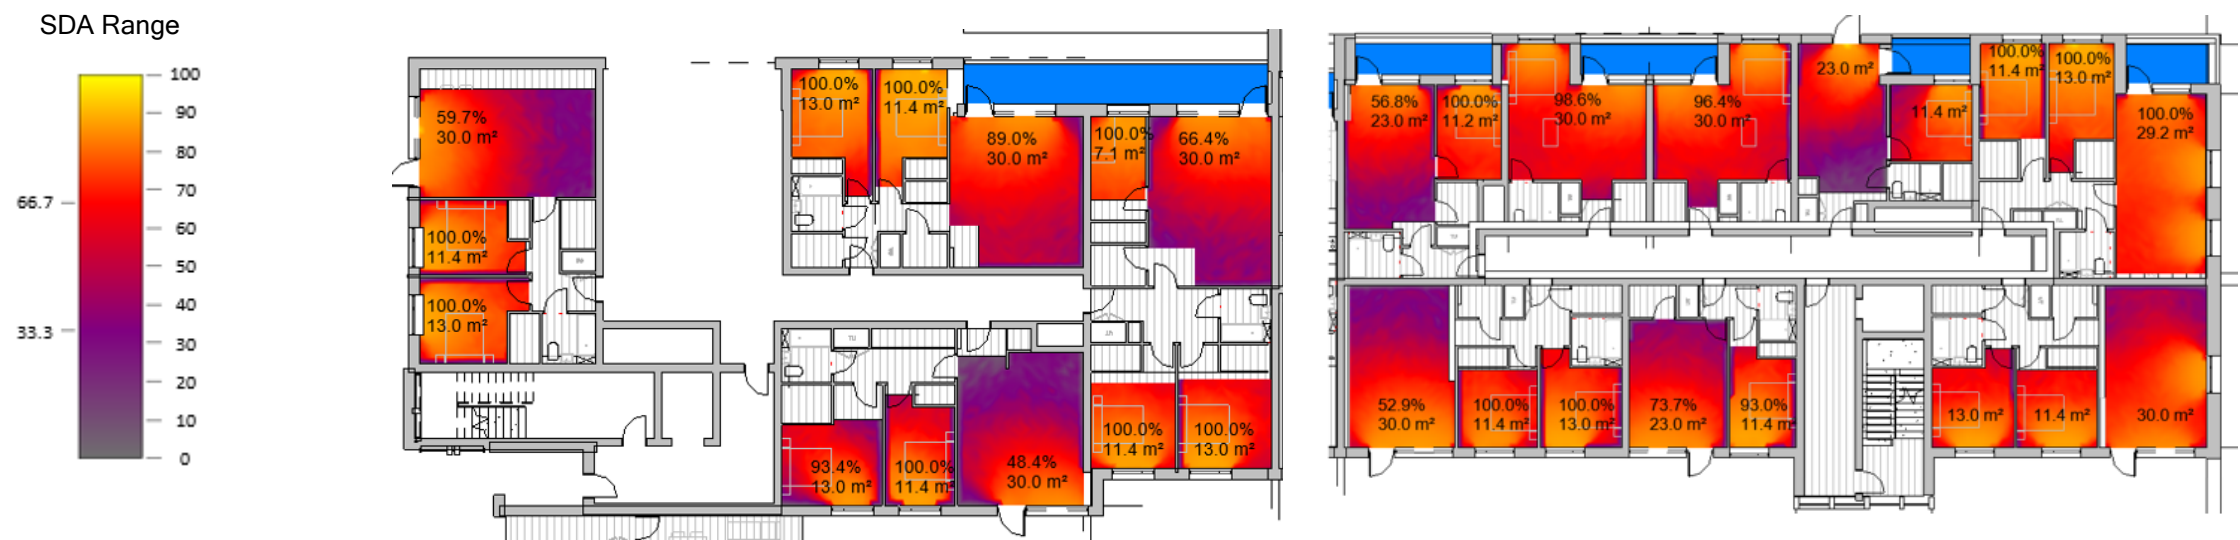 SDA Range
100
90
80
70
66.7
60
50
40
33.3
30
20
10
0
59.7%
30.0 m²
100.0%
11.4 m²
100.0%
13.0 m²
100.0%
13.0 m²
100.0%
11.4 m²
89.0%
30.0 m²
100.0%
7.1 m²
66.4%
30.0 m²
93.4%
13.0 m²
100.0%
11.4 m²
48.4%
30.0 m²
100.0%
11.4 m²
100.0%
13.0 m²
56.8%
23.0 m²
100.0%
11.2 m²
98.6%
30.0 m²
96.4%
30.0 m²
23.0 m²
11.4 m²
100.0%
11.4 m²
100.0%
13.0 m²
100.0%
29.2 m²
52.9%
30.0 m²
100.0%
11.4 m²
100.0%
13.0 m²
73.7%
23.0 m²
93.0%
11.4 m²
13.0 m²
11.4 m²
30.0 m²